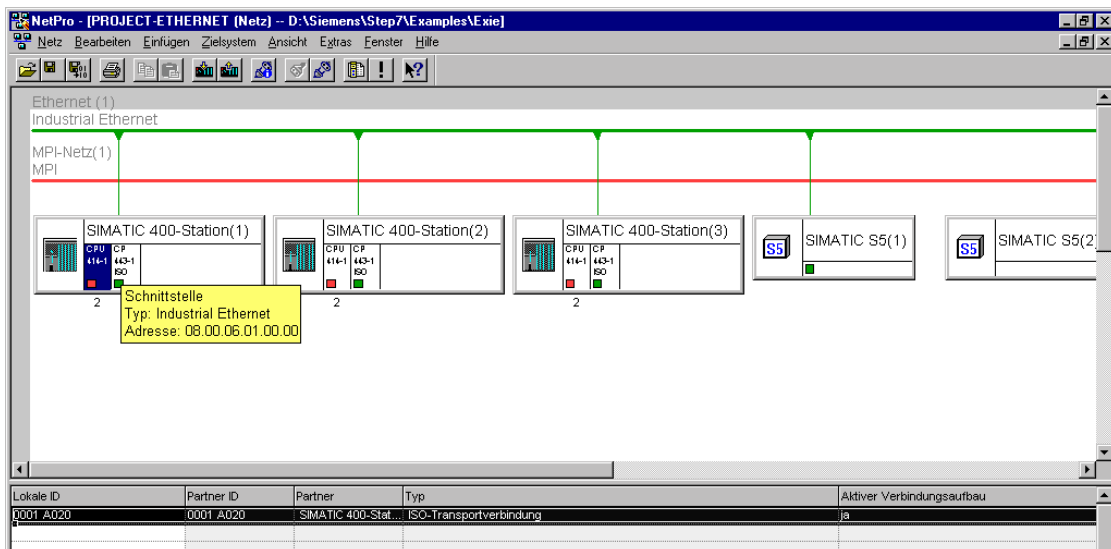 NetPro - [PROJECT-ETHERNET (Netz) -- D:\Siemens\Step7\Examples\Exie]
Netz Bearbeiten Einfügen Zielsystem Ansicht Extras Fenster Hilfe
Ethernet (1)
Industrial Ethernet
MPI-Netz(1)
MPI
SIMATIC 400-Station(1)
CPU 414-1
CP 443-1 ISO
2
SIMATIC 400-Station(2)
CPU 414-1
CP 443-1 ISO
2
SIMATIC 400-Station(3)
CPU 414-1
CP 443-1 ISO
2
S5
SIMATIC S5(1)
S5
SIMATIC S5(2
Schnittstelle
Typ: Industrial Ethernet
Adresse: 08.00.06.01.00.00
Lokale ID Partner ID Partner Typ Aktiver Verbindungsaufbau
0001 A020 0001 A020 SIMATIC 400-Stat... ISO-Transportverbindung ja